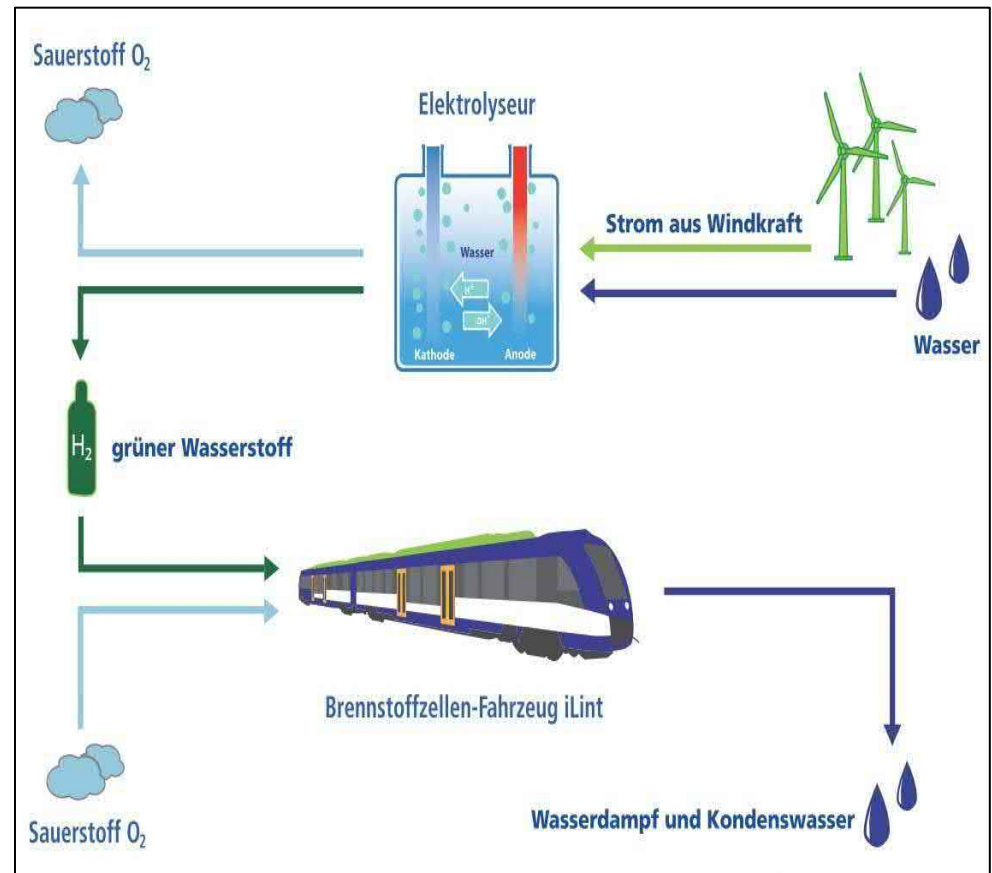 Sauerstoff O₂
Elektrolyseur
Strom aus Windkraft
Wasser
H⁺
OH⁻
Kathode
Anode
Wasser
H₂
grüner Wasserstoff
Brennstoffzellen-Fahrzeug iLint
Sauerstoff O₂
Wasserdampf und Kondenswasser